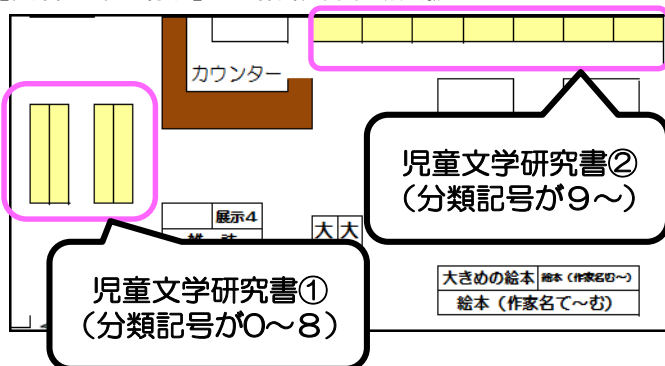 カウンター
児童文学研究書②
（分類記号が９～）
展示４
大 大
児童文学研究書①
（分類記号が０～８）
大きめの絵本 絵本（作家名む～）
絵本（作家名て～む）